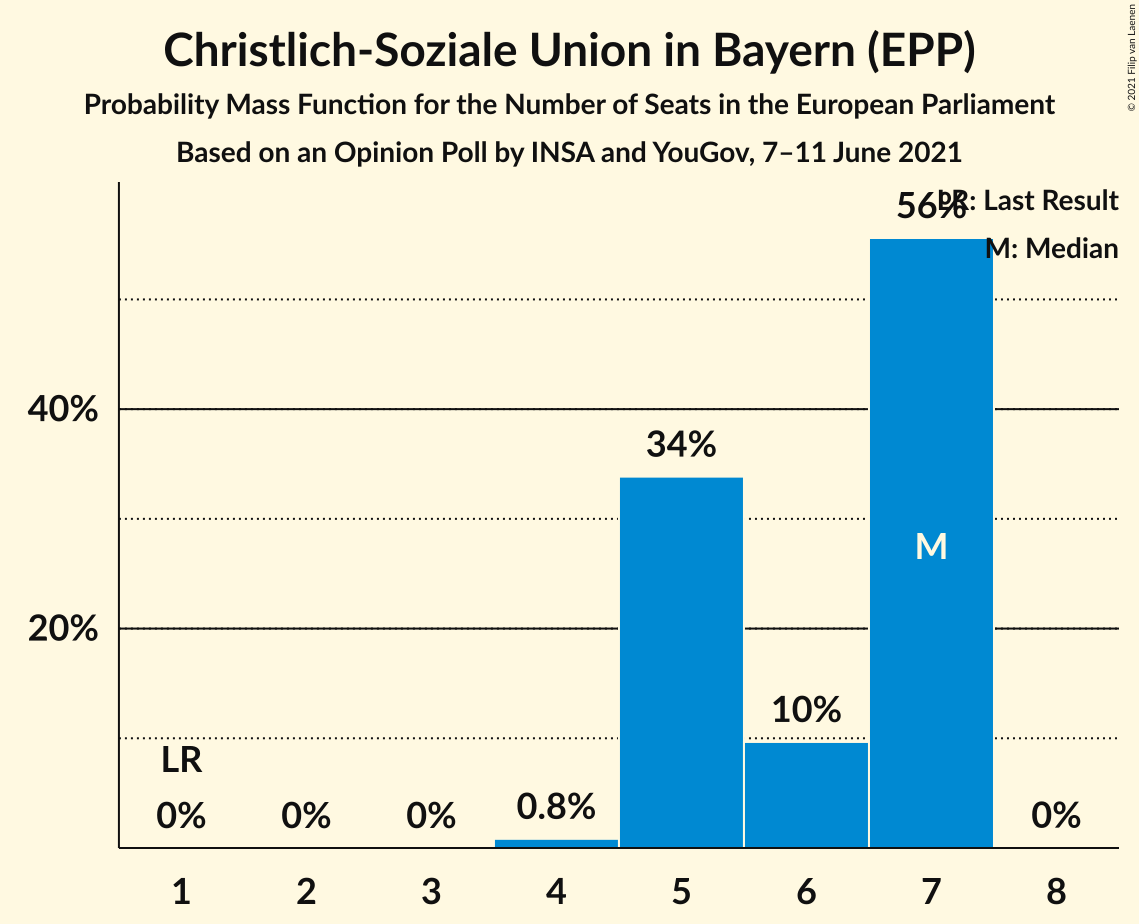 Christlich-Soziale Union in Bayern (EPP)
Probability Mass Function for the Number of Seats in the European Parliament
Based on an Opinion Poll by INSA and YouGov, 7–11 June 2021
© 2021 Filip van Laenen
LR: Last Result
M: Median
56%
40%
34%
M
20%
10%
LR
0%
0%
0%
0.8%
0%
1
2
3
4
5
6
7
8